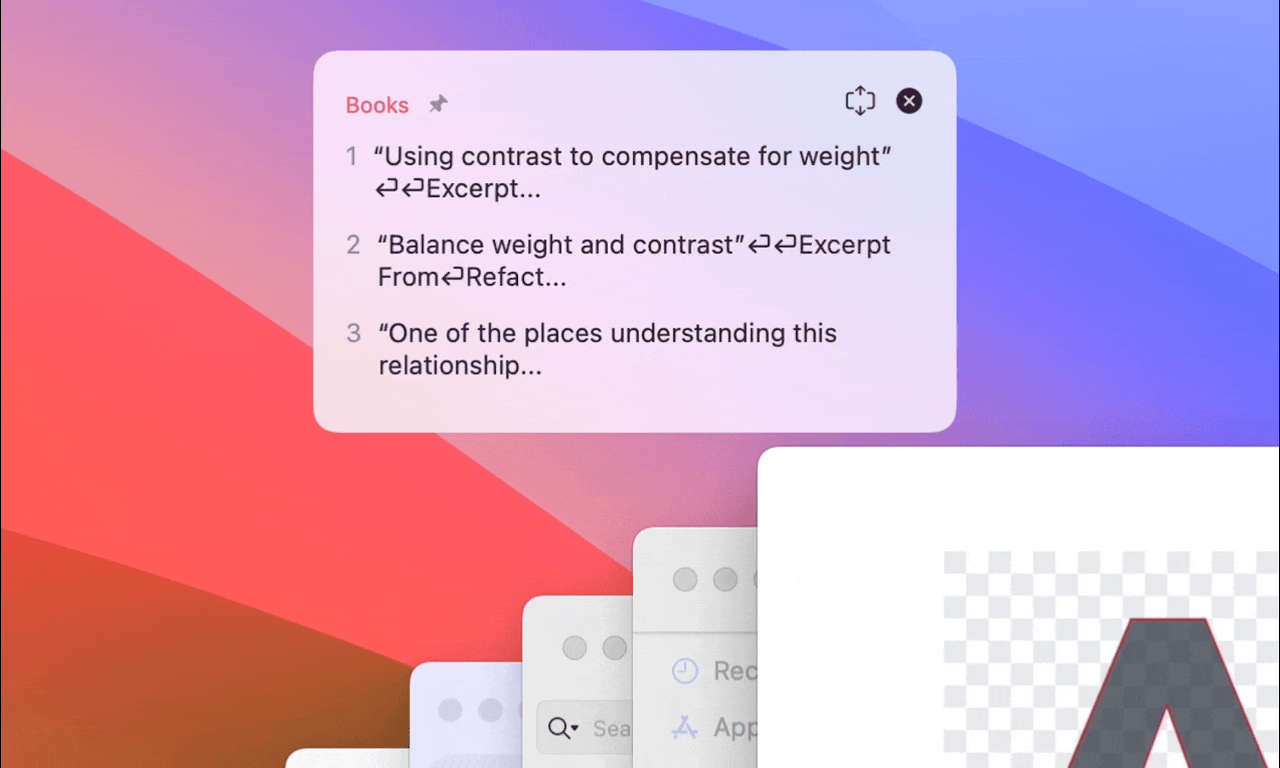 Books
1 “Using contrast to compensate for weight”
⏎⏎Excerpt...
2 “Balance weight and contrast”⏎⏎Excerpt
From⏎Refact...
3 “One of the places understanding this
relationship...
Rec
Sea
App
A